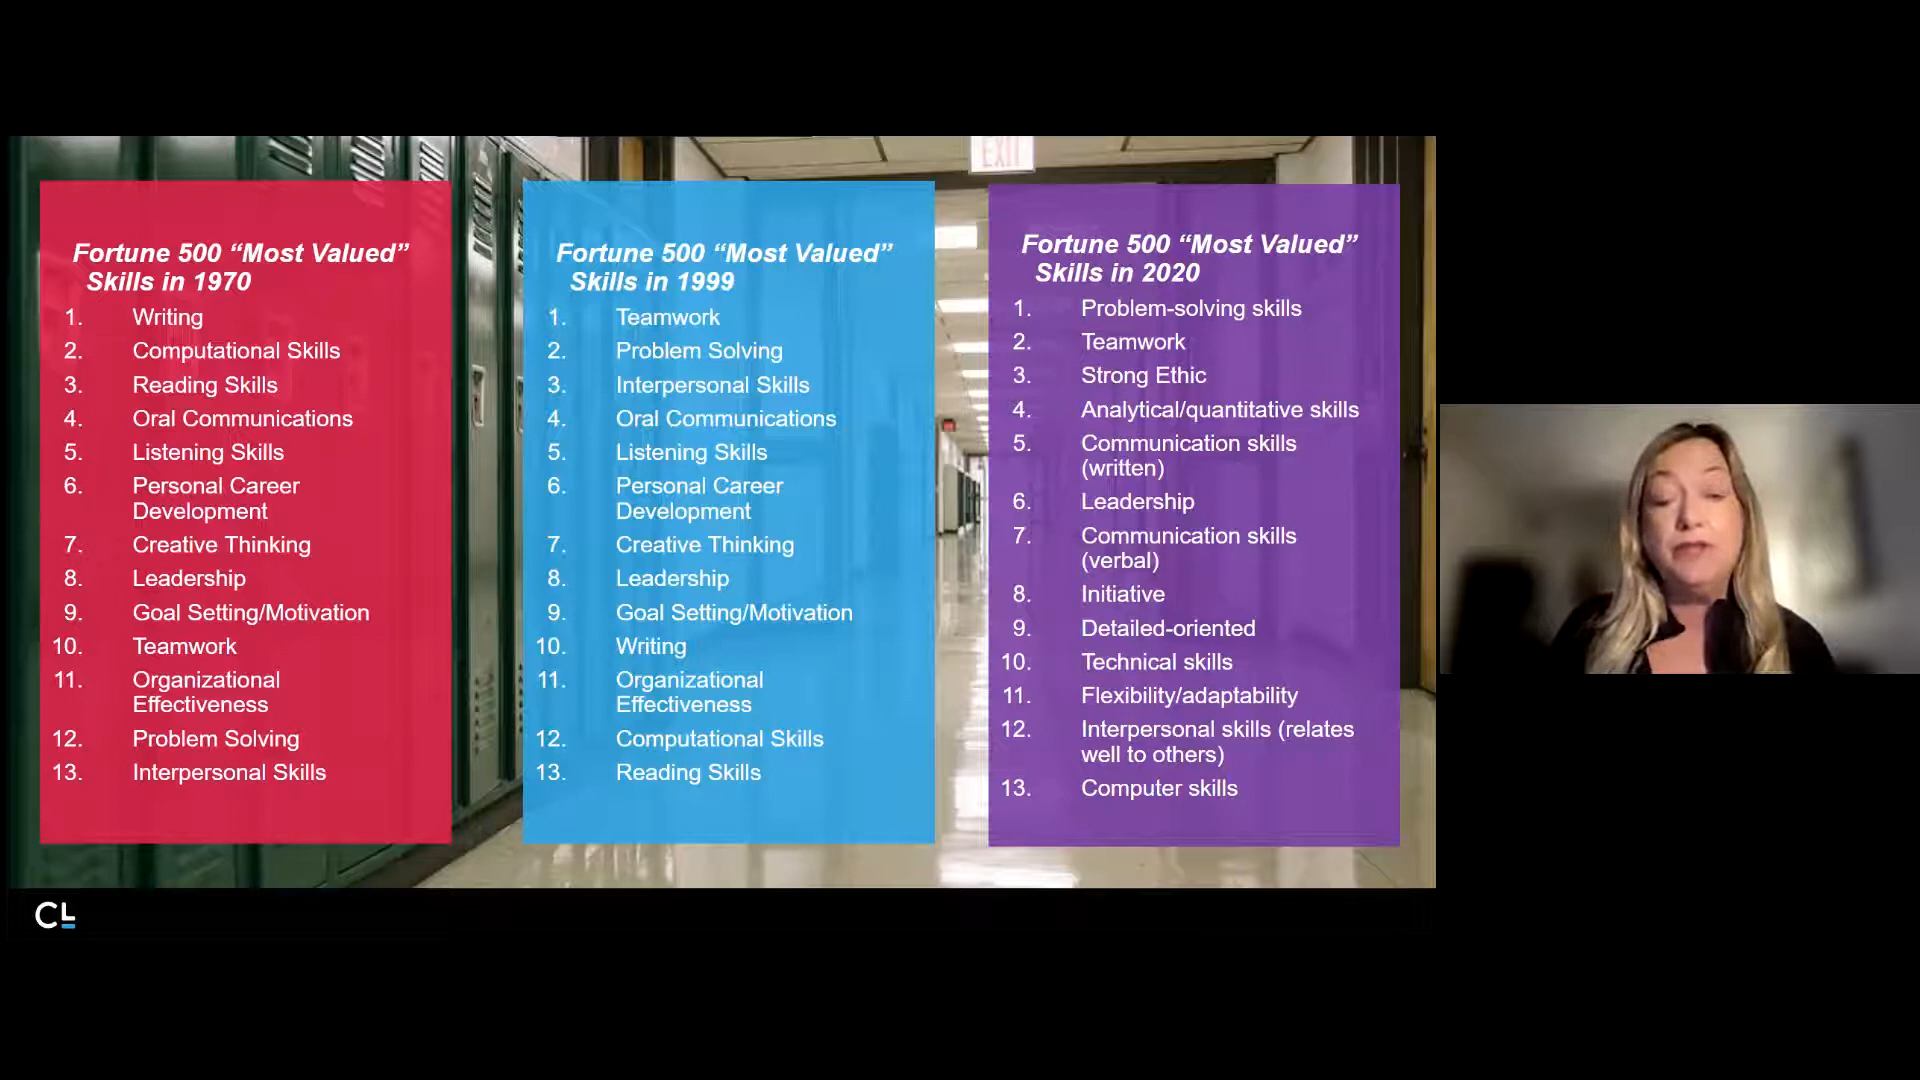 EXIT
Fortune 500 “Most Valued”
Skills in 1970
1. Writing
2. Computational Skills
3. Reading Skills
4. Oral Communications
5. Listening Skills
6. Personal Career
Development
7. Creative Thinking
8. Leadership
9. Goal Setting/Motivation
10. Teamwork
11. Organizational
Effectiveness
12. Problem Solving
13. Interpersonal Skills
Fortune 500 “Most Valued”
Skills in 1999
1. Teamwork
2. Problem Solving
3. Interpersonal Skills
4. Oral Communications
5. Listening Skills
6. Personal Career
Development
7. Creative Thinking
8. Leadership
9. Goal Setting/Motivation
10. Writing
11. Organizational
Effectiveness
12. Computational Skills
13. Reading Skills
Fortune 500 “Most Valued”
Skills in 2020
1. Problem-solving skills
2. Teamwork
3. Strong Ethic
4. Analytical/quantitative skills
5. Communication skills
(written)
6. Leadership
7. Communication skills
(verbal)
8. Initiative
9. Detailed-oriented
10. Technical skills
11. Flexibility/adaptability
12. Interpersonal skills (relates
well to others)
13. Computer skills
CL